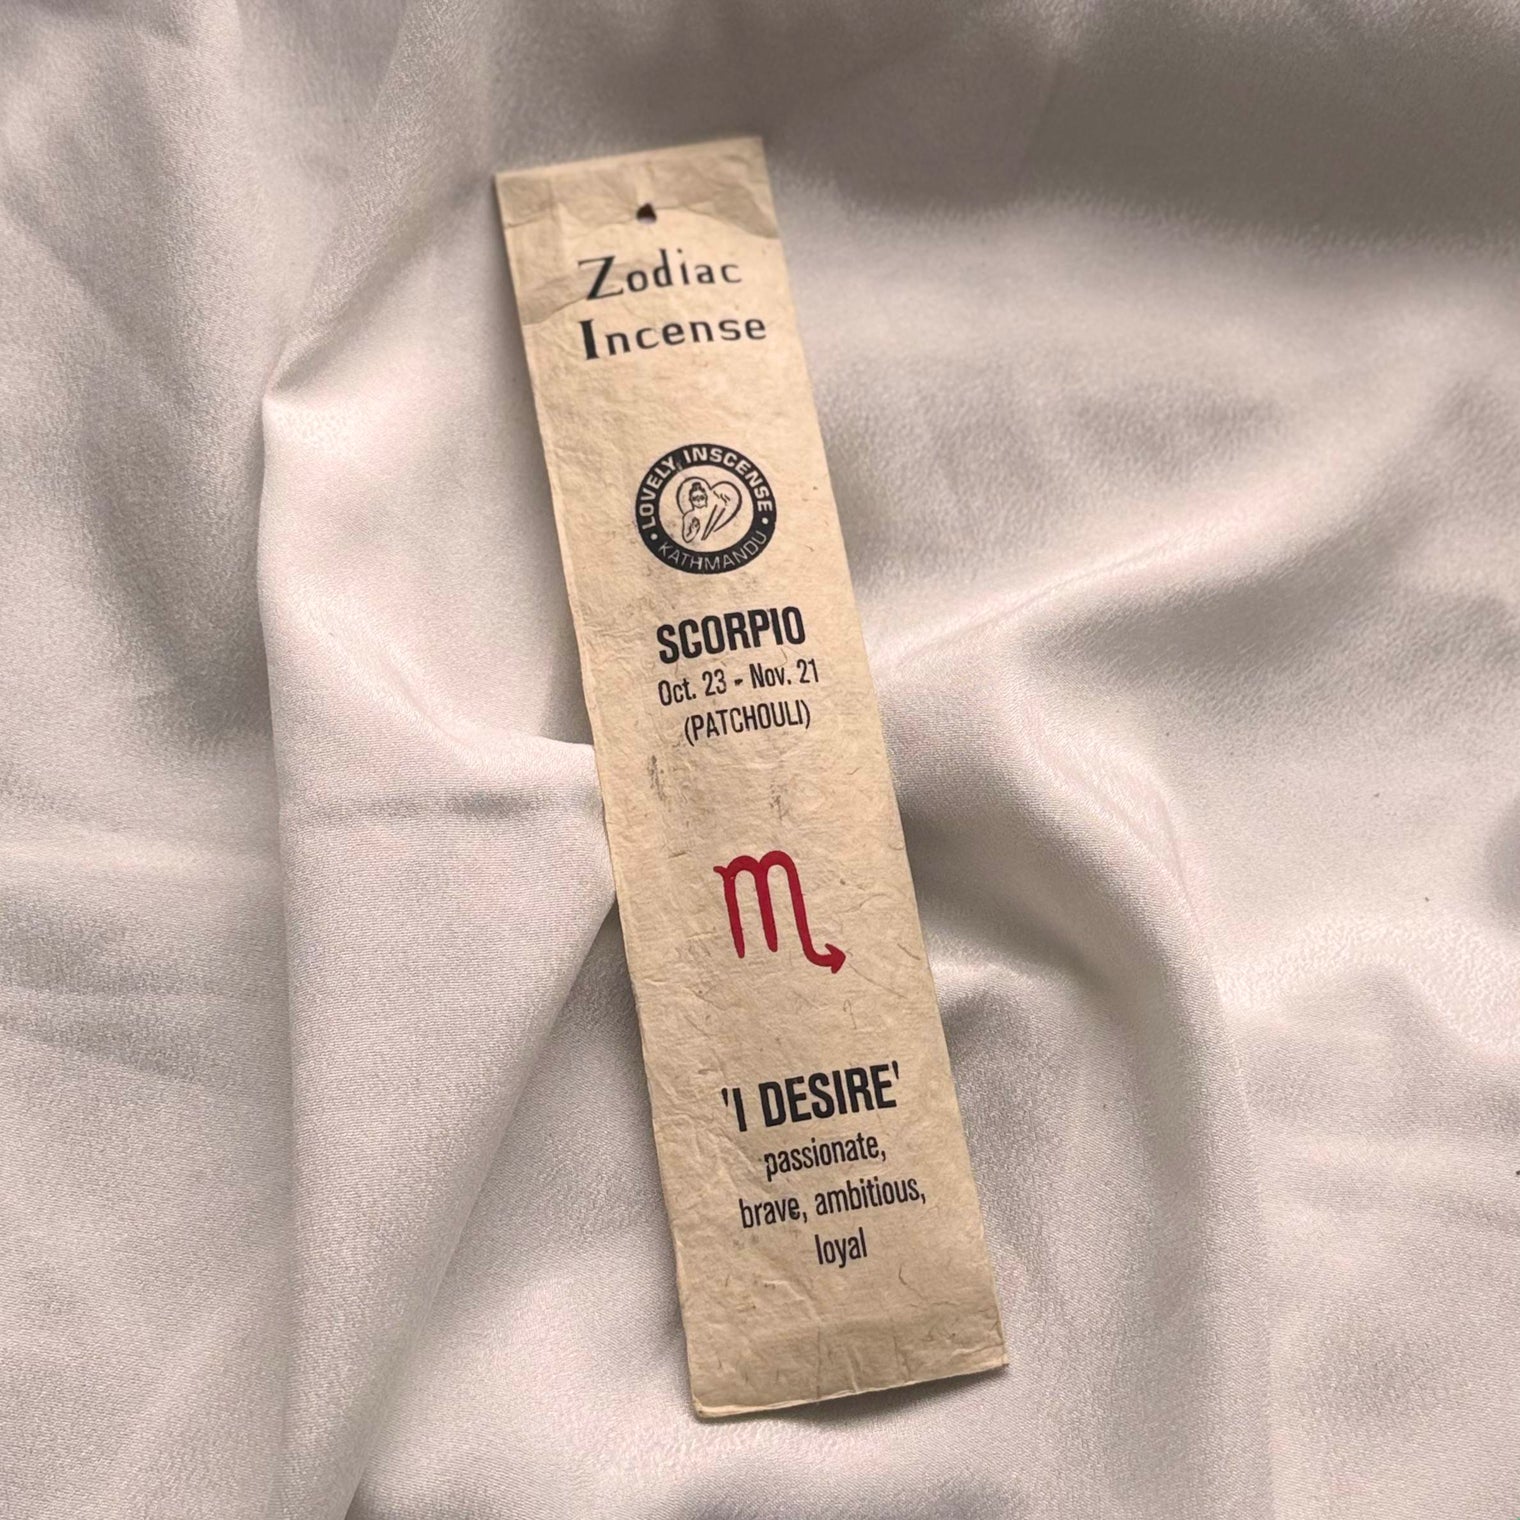 Zodiac
Incense
LOVELY INSCENSE
KATHMANDU
SCORPIO
Oct. 23 - Nov. 21
(PATCHOULI)
'I DESIRE'
passionate,
brave, ambitious,
loyal